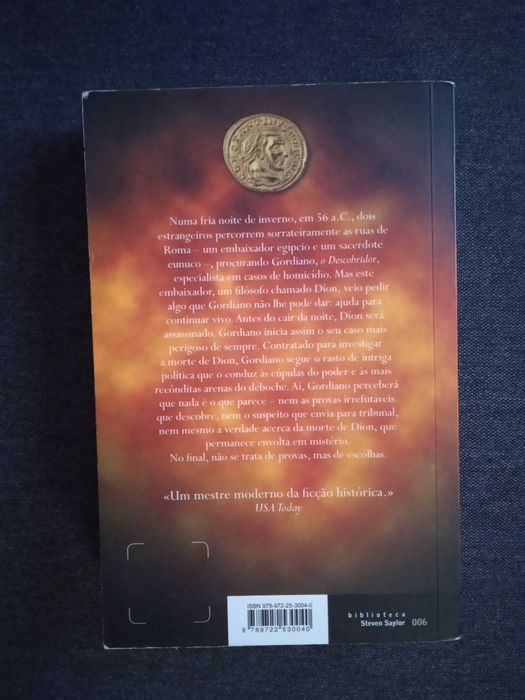 Numa fria noite de inverno, em 56 a.C., dois
estrangeiros percorrem sorrateiramente as ruas de
Roma – um embaixador egípcio e um sacerdote
eunuco –, procurando Gordiano, o Descobridor,
especialista em casos de homicídio. Mas este
embaixador, um filósofo chamado Dion, veio pedir
algo que Gordiano não lhe pode dar: ajuda para
continuar vivo. Antes do cair da noite, Dion será
assassinado. Gordiano inicia assim o seu caso mais
perigoso de sempre. Contratado para investigar
a morte de Dion, Gordiano segue o rasto de intriga
política que o conduz às cúpulas do poder e às mais
recônditas arenas do deboche. Aí, Gordiano perceberá
que nada é o que parece – nem as provas irrefutáveis
que descobre, nem o suspeito que envia para tribunal,
nem mesmo a verdade acerca da morte de Dion, que
permanece envolta em mistério.
No final, não se trata de provas, mas de escolhas.
«Um mestre moderno da ficção histórica.»
USA Today
ISBN 978-972-25-3004-0
9 789722 530040
biblioteca
Steven Saylor 006